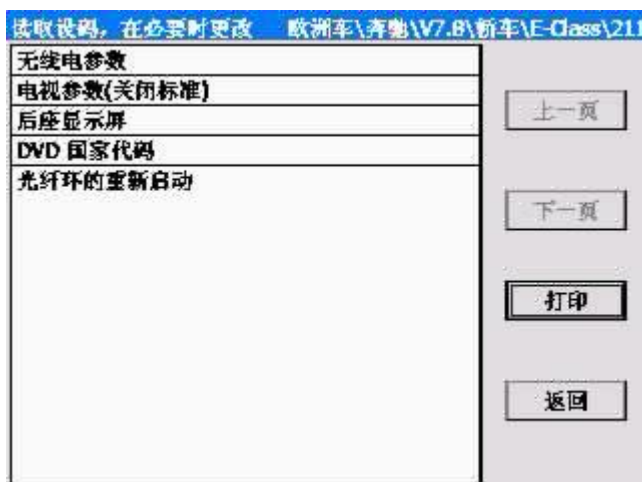 读取设码，在必要时更改 欧洲车\奔驰\V7.8\轿车\E-Class\211
无线电参数
电视参数(关闭标准)
后座显示屏
DVD 国家代码
光纤环的重新启动
上一页
下一页
打印
返回